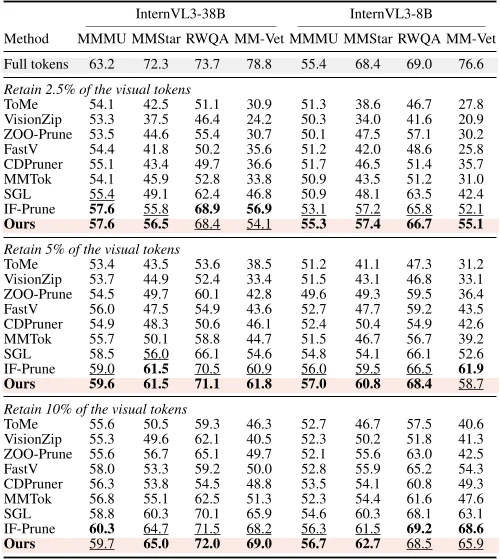 InternVL3-38B InternVL3-8B
Method MMMU MMStar RWQA MM-Vet MMMU MMStar RWQA MM-Vet
Full tokens 63.2 72.3 73.7 78.8 55.4 68.4 69.0 76.6
Retain 2.5% of the visual tokens
ToMe 54.1 42.5 51.1 30.9 51.3 38.6 46.7 27.8
VisionZip 53.3 37.5 46.4 24.2 50.3 34.0 41.6 20.9
ZOO-Prune 53.5 44.6 55.4 30.7 50.1 47.5 57.1 30.2
FastV 54.4 41.8 50.2 35.6 51.2 42.0 48.6 25.8
CDPruner 55.1 43.4 49.7 36.6 51.7 46.5 51.4 35.7
MMTok 54.1 45.9 52.8 33.8 50.9 43.5 51.2 31.0
SGL 55.4 49.1 62.4 46.8 50.9 48.1 63.5 42.4
IF-Prune 57.6 55.8 68.9 56.9 53.1 57.2 65.8 52.1
Ours 57.6 56.5 68.4 54.1 55.3 57.4 66.7 55.1
Retain 5% of the visual tokens
ToMe 53.4 43.5 53.6 38.5 51.2 41.1 47.3 31.2
VisionZip 53.7 44.9 52.4 33.4 51.5 43.1 46.8 33.1
ZOO-Prune 54.5 49.7 60.1 42.8 49.6 49.3 59.5 36.4
FastV 56.0 47.5 54.9 43.6 52.7 47.7 59.2 43.5
CDPruner 54.9 48.3 50.6 46.1 52.4 50.4 54.9 42.6
MMTok 55.7 50.1 58.8 44.7 51.5 46.7 56.7 39.2
SGL 58.5 56.0 66.1 54.6 54.8 54.1 66.1 52.6
IF-Prune 59.0 61.5 70.5 60.9 56.0 59.5 66.5 61.9
Ours 59.6 61.5 71.1 61.8 57.0 60.8 68.4 58.7
Retain 10% of the visual tokens
ToMe 55.6 50.5 59.3 46.3 52.7 46.7 57.5 40.6
VisionZip 55.3 49.6 62.1 40.5 52.3 50.2 51.8 41.3
ZOO-Prune 55.6 56.7 65.1 49.7 52.1 55.6 63.0 42.5
FastV 58.0 53.3 59.2 50.0 52.8 55.9 65.2 54.3
CDPruner 56.3 53.8 54.5 48.8 53.5 54.1 60.8 49.3
MMTok 56.8 55.1 62.5 51.3 52.3 54.4 61.6 47.6
SGL 58.8 60.3 70.1 65.9 54.6 60.3 68.1 63.1
IF-Prune 60.3 64.7 71.5 68.2 56.3 61.5 69.2 68.6
Ours 59.7 65.0 72.0 69.0 56.7 62.7 68.5 65.9